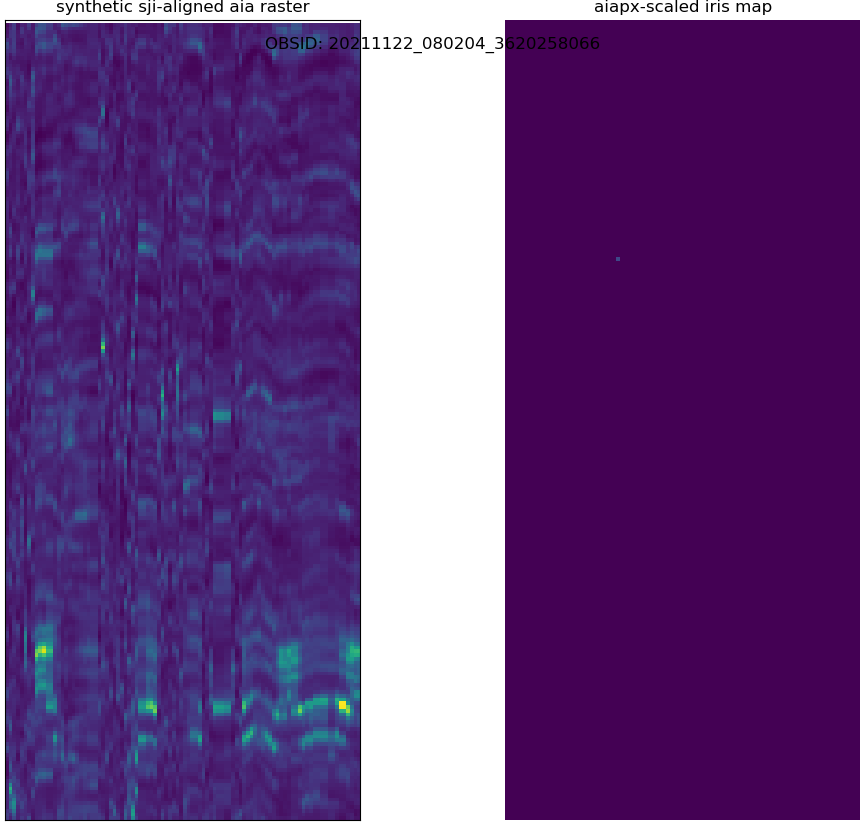 synthetic sji-aligned aia raster
aiapx-scaled iris map
OBSID: 20211122_080204_3620258066